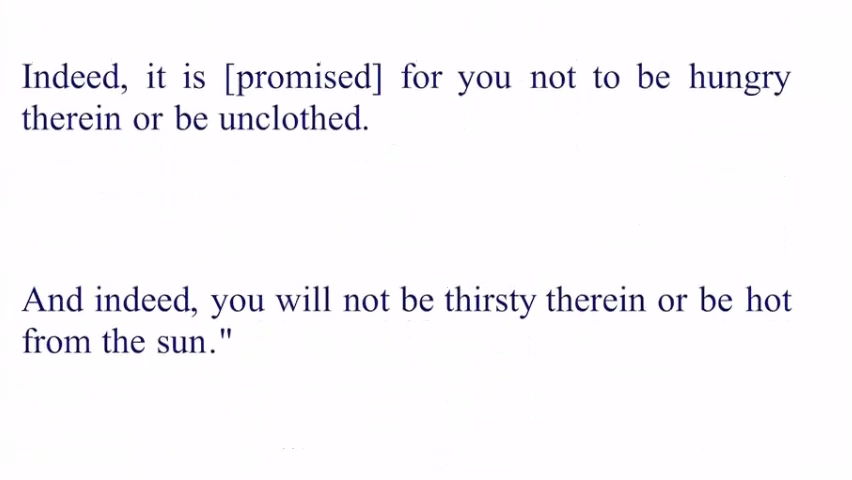 Indeed, it is [promised] for you not to be hungry
therein or be unclothed.
And indeed, you will not be thirsty therein or be hot
from the sun."